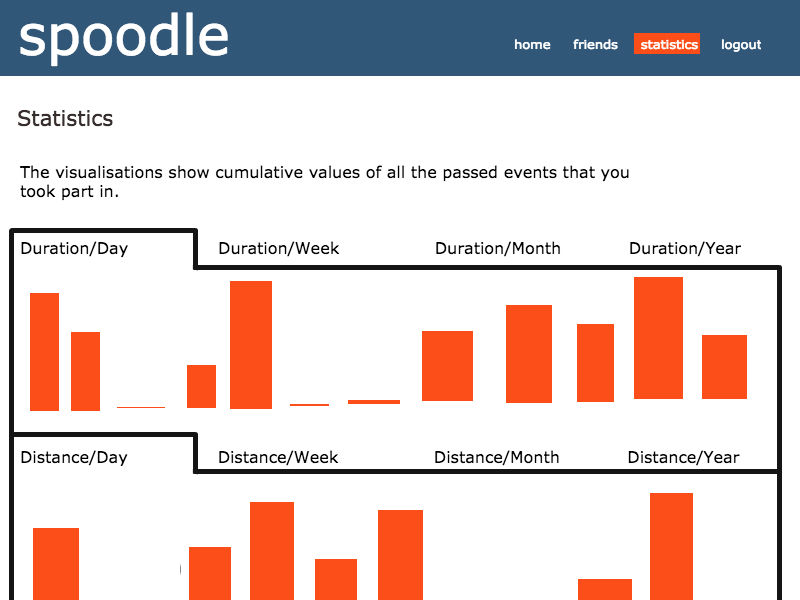 spoodle
home friends statistics logout
Statistics
The visualisations show cumulative values of all the passed events that you
took part in.
Duration/Day Duration/Week Duration/Month Duration/Year
Distance/Day Distance/Week Distance/Month Distance/Year